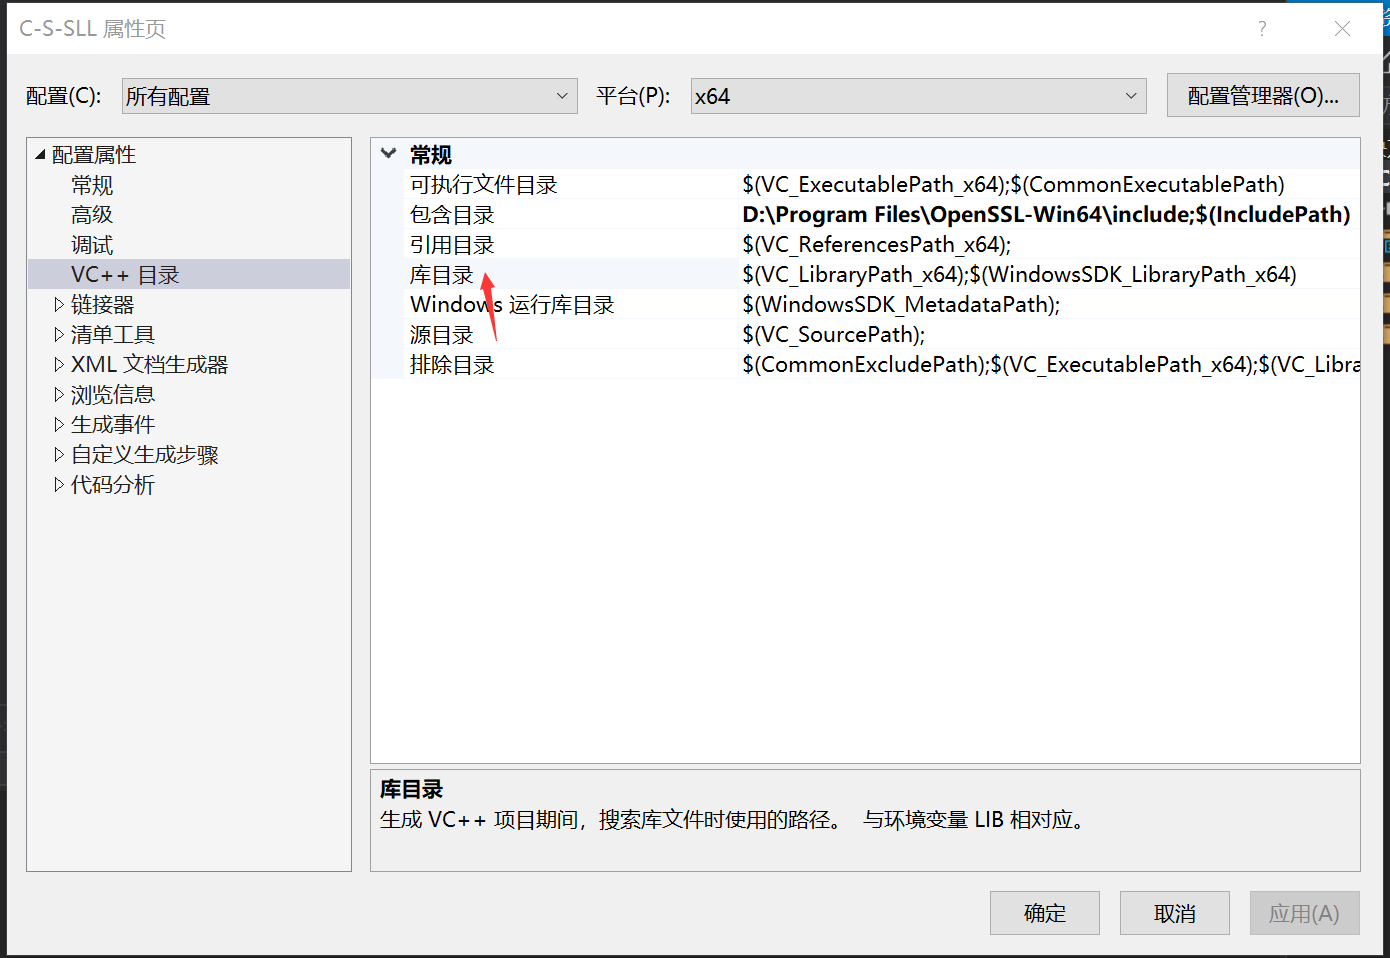 C-S-SLL 属性页
?
配置(C):
所有配置
平台(P):
x64
配置管理器(O)...
配置属性
常规
高级
调试
VC++ 目录
链接器
清单工具
XML 文档生成器
浏览信息
生成事件
自定义生成步骤
代码分析
常规
可执行文件目录 $(VC_ExecutablePath_x64);$(CommonExecutablePath)
包含目录 D:\Program Files\OpenSSL-Win64\include;$(IncludePath)
引用目录 $(VC_ReferencesPath_x64);
库目录 $(VC_LibraryPath_x64);$(WindowsSDK_LibraryPath_x64)
Windows 运行库目录 $(WindowsSDK_MetadataPath);
源目录 $(VC_SourcePath);
排除目录 $(CommonExcludePath);$(VC_ExecutablePath_x64);$(VC_Libra
库目录
生成 VC++ 项目期间，搜索库文件时使用的路径。 与环境变量 LIB 相对应。
确定
取消
应用(A)